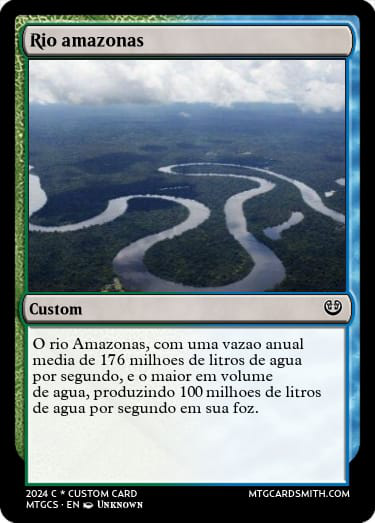 Rio amazonas
Custom
O rio Amazonas, com uma vazao anual
media de 176 milhoes de litros de agua
por segundo, e o maior em volume
de agua, produzindo 100 milhoes de litros
de agua por segundo em sua foz.
2024 C * CUSTOM CARD
MTGCS · EN UNKNOWN
MTGCARDSMITH.COM